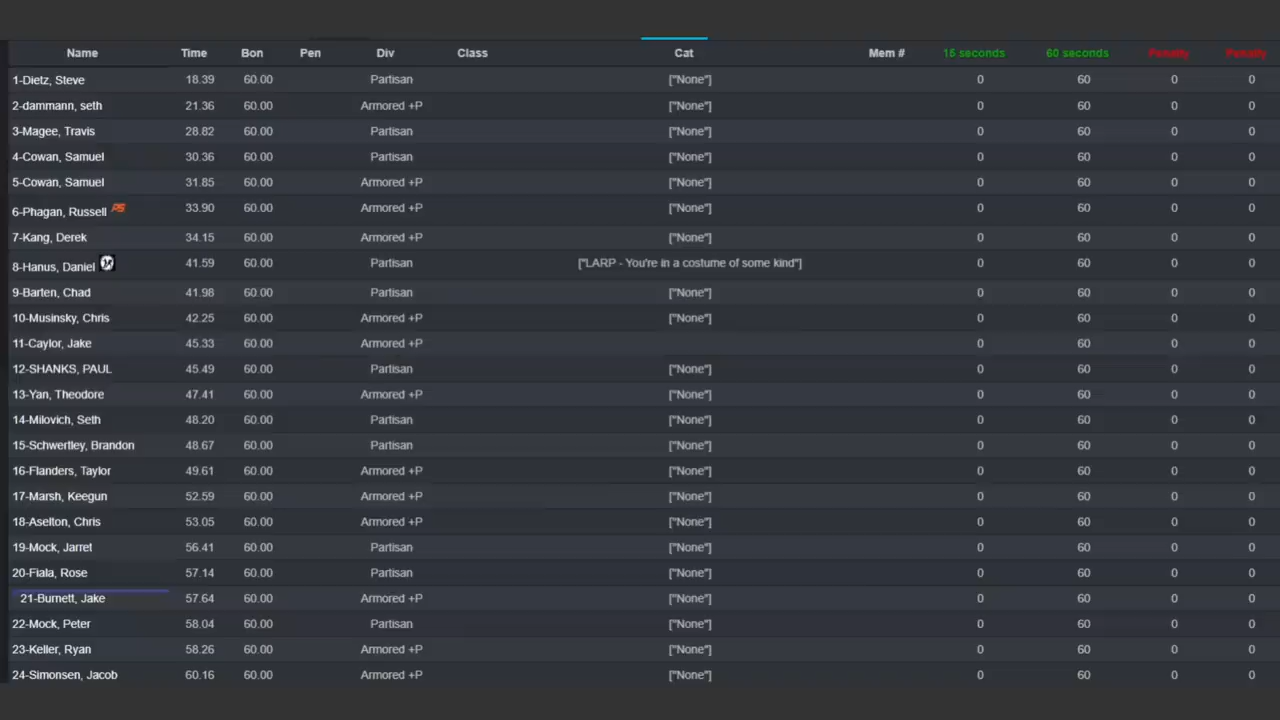 Name Time Bon Pen Div Class Cat Mem # 15 seconds 60 seconds Penalty Penalty
1-Dietz, Steve 18.39 60.00 Partisan ["None"] 0 60 0 0
2-dammann, seth 21.36 60.00 Armored +P ["None"] 0 60 0 0
3-Magee, Travis 28.82 60.00 Partisan ["None"] 0 60 0 0
4-Cowan, Samuel 30.36 60.00 Partisan ["None"] 0 60 0 0
5-Cowan, Samuel 31.85 60.00 Armored +P ["None"] 0 60 0 0
6-Phagan, Russell PS 33.90 60.00 Armored +P ["None"] 0 60 0 0
7-Kang, Derek 34.15 60.00 Armored +P ["None"] 0 60 0 0
8-Hanus, Daniel 41.59 60.00 Partisan ["LARP - You're in a costume of some kind"] 0 60 0 0
9-Barten, Chad 41.98 60.00 Partisan ["None"] 0 60 0 0
10-Musinsky, Chris 42.25 60.00 Armored +P ["None"] 0 60 0 0
11-Caylor, Jake 45.33 60.00 Armored +P 0 60 0 0
12-SHANKS, PAUL 45.49 60.00 Partisan ["None"] 0 60 0 0
13-Yan, Theodore 47.41 60.00 Armored +P ["None"] 0 60 0 0
14-Milovich, Seth 48.20 60.00 Partisan ["None"] 0 60 0 0
15-Schwertley, Brandon 48.67 60.00 Partisan ["None"] 0 60 0 0
16-Flanders, Taylor 49.61 60.00 Armored +P ["None"] 0 60 0 0
17-Marsh, Keegun 52.59 60.00 Armored +P ["None"] 0 60 0 0
18-Aselton, Chris 53.05 60.00 Armored +P ["None"] 0 60 0 0
19-Mock, Jarret 56.41 60.00 Partisan ["None"] 0 60 0 0
20-Fiala, Rose 57.14 60.00 Partisan ["None"] 0 60 0 0
21-Burnett, Jake 57.64 60.00 Armored +P ["None"] 0 60 0 0
22-Mock, Peter 58.04 60.00 Partisan ["None"] 0 60 0 0
23-Keller, Ryan 58.26 60.00 Armored +P ["None"] 0 60 0 0
24-Simonsen, Jacob 60.16 60.00 Armored +P ["None"] 0 60 0 0